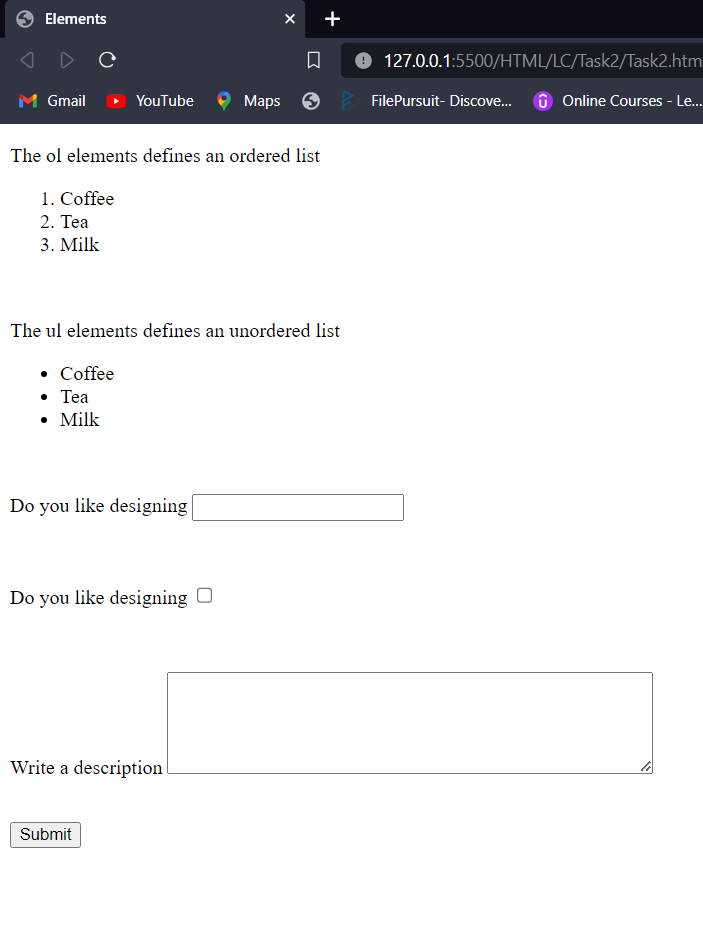 Elements
127.0.0.1:5500/HTML/LC/Task2/Task2.htm
Gmail YouTube Maps FilePursuit- Discove... Online Courses - Le...
The ol elements defines an ordered list
1. Coffee
2. Tea
3. Milk
The ul elements defines an unordered list
• Coffee
• Tea
• Milk
Do you like designing
Do you like designing
Write a description
Submit